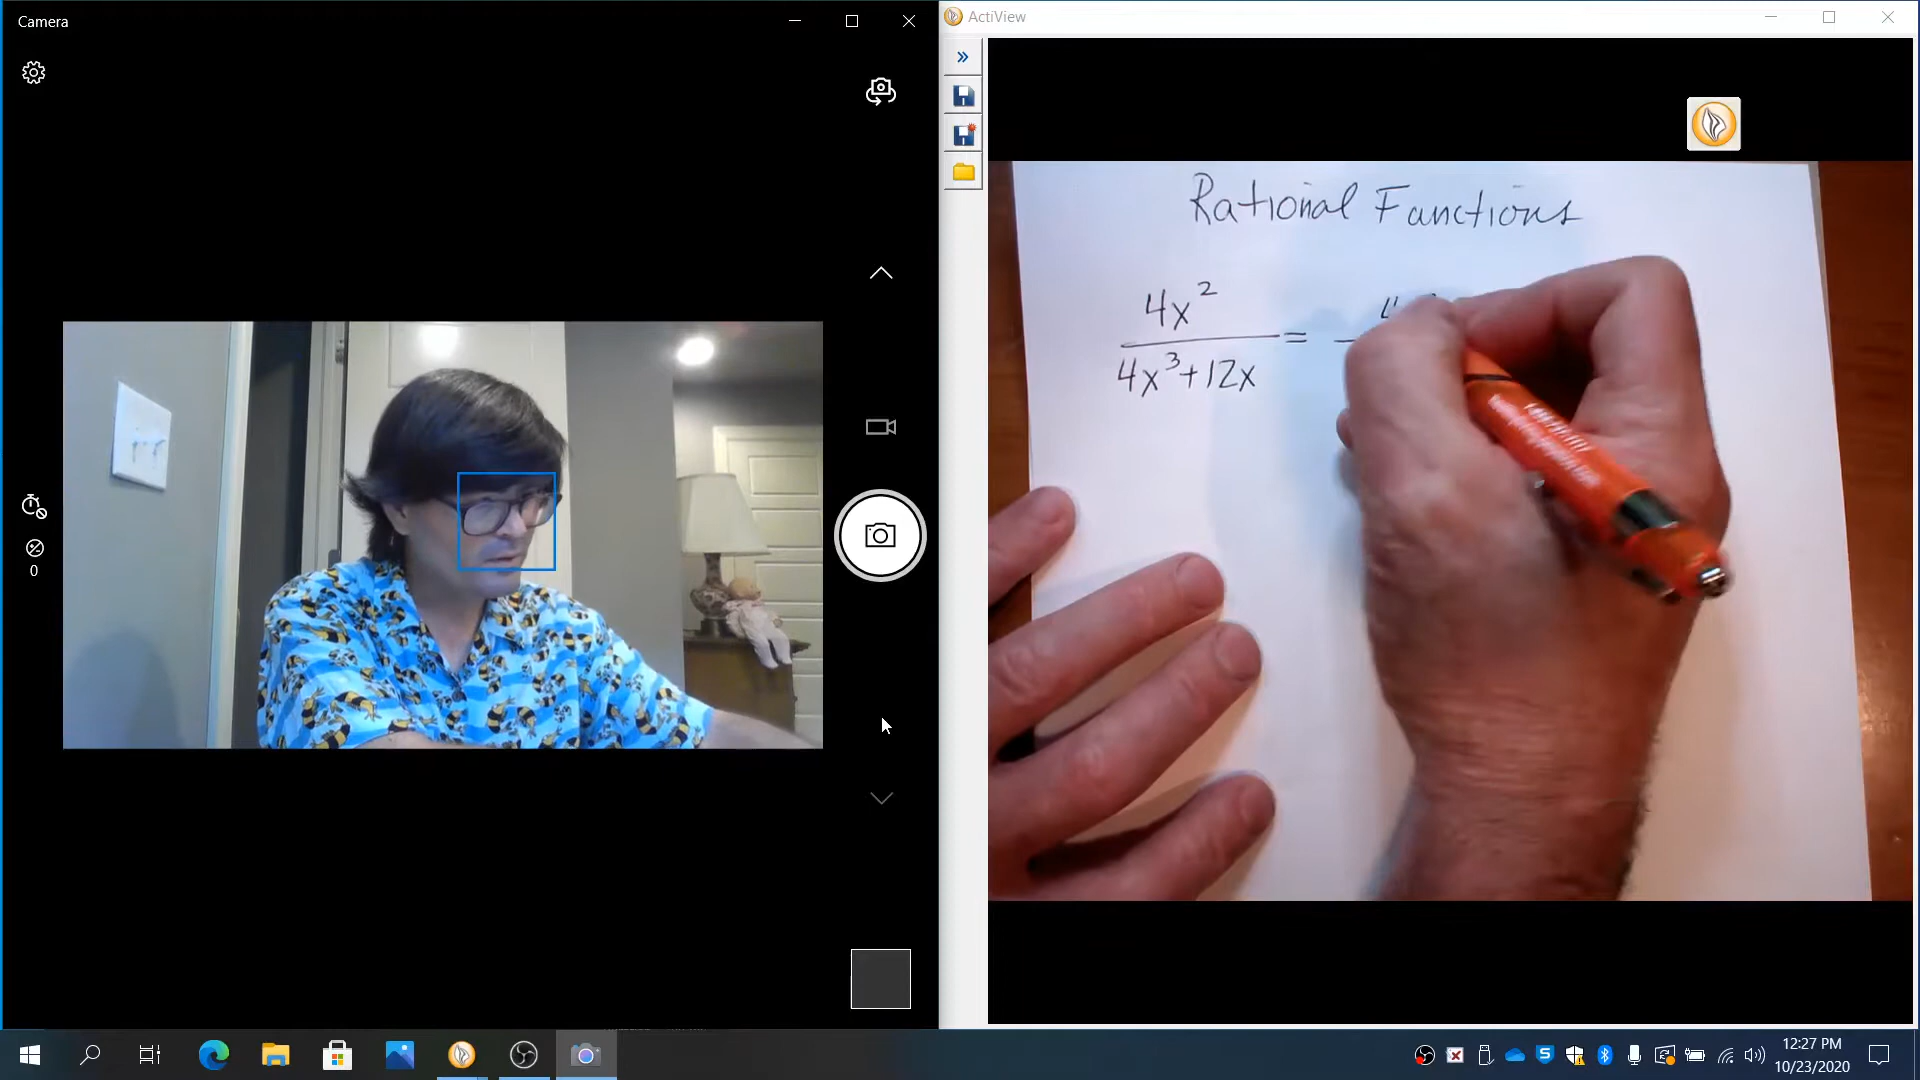 Camera
ActiView
0
Rational Functions
4x²
=
4x³+12x
12:27 PM
10/23/2020